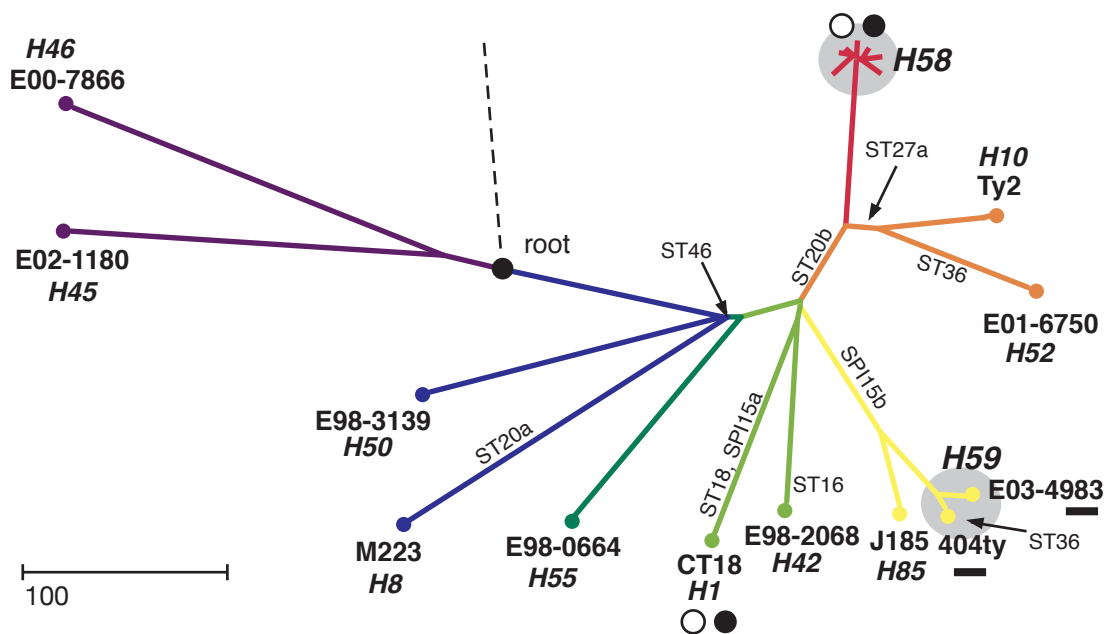 H46
E00-7866
H58
ST27a
H10
Ty2
E02-1180
H45
root
ST46
ST20b
ST36
E01-6750
H52
E98-3139
H50
ST20a
SPI15b
ST18, SPI15a
ST16
H59
E03-4983
M223
H8
E98-0664
H55
CT18
H1
E98-2068
H42
J185
H85
404ty
ST36
100